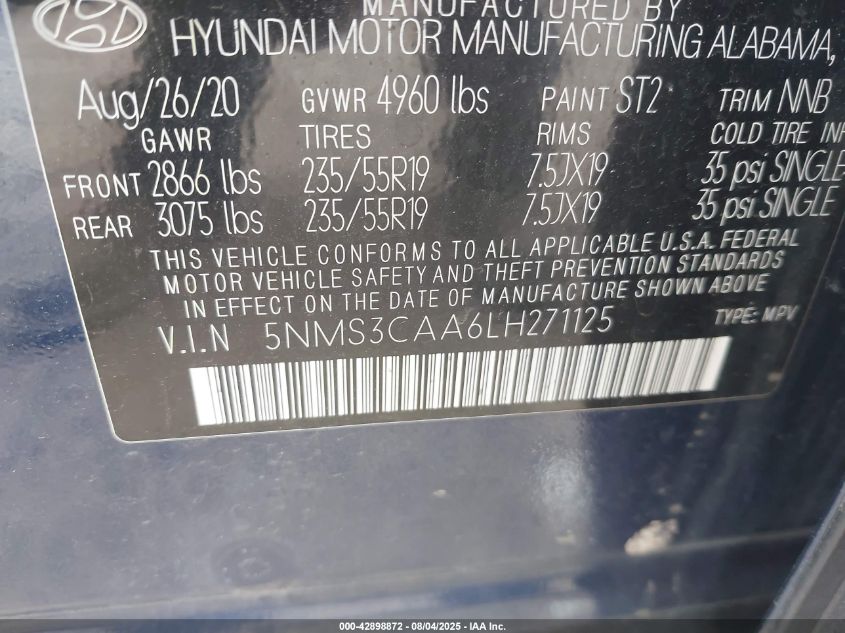 MANUFACTURED BY
HYUNDAI MOTOR MANUFACTURING ALABAMA,
Aug/26/20 GVWR 4960 lbs PAINT ST2 TRIM NNB
GAWR TIRES RIMS COLD TIRE
FRONT 2866 lbs 235/55R19 7.5JX19 35 psi SINGLE
REAR 3075 lbs 235/55R19 7.5JX19 35 psi SINGLE
THIS VEHICLE CONFORMS TO ALL APPLICABLE U.S.A. FEDERAL
MOTOR VEHICLE SAFETY AND THEFT PREVENTION STANDARDS
IN EFFECT ON THE DATE OF MANUFACTURE SHOWN ABOVE
V.I.N 5NMS3CAA6LH271125 TYPE: MPV
000-42898872 - 08/04/2025 - IAA Inc.